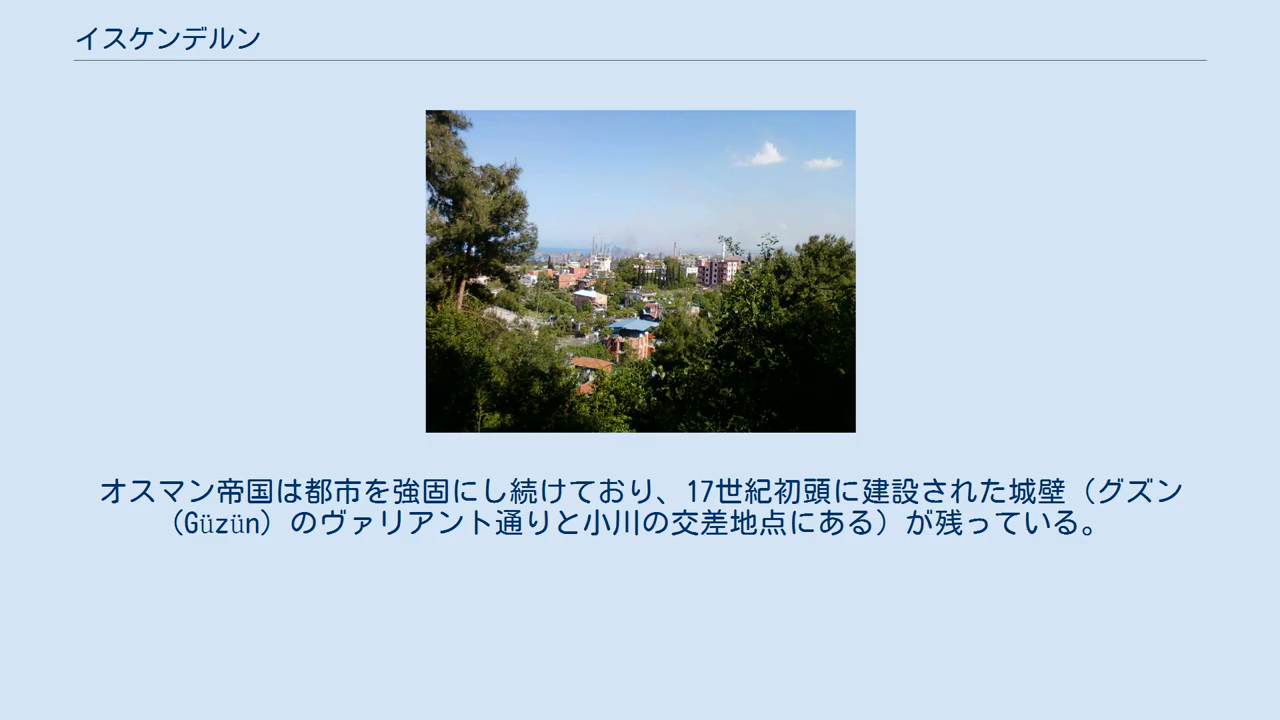 イスケンデルン
オスマン帝国は都市を強固にし続けており、17世紀初頭に建設された城壁（グズン
（Güzün）のヴァリアント通りと小川の交差地点にある）が残っている。